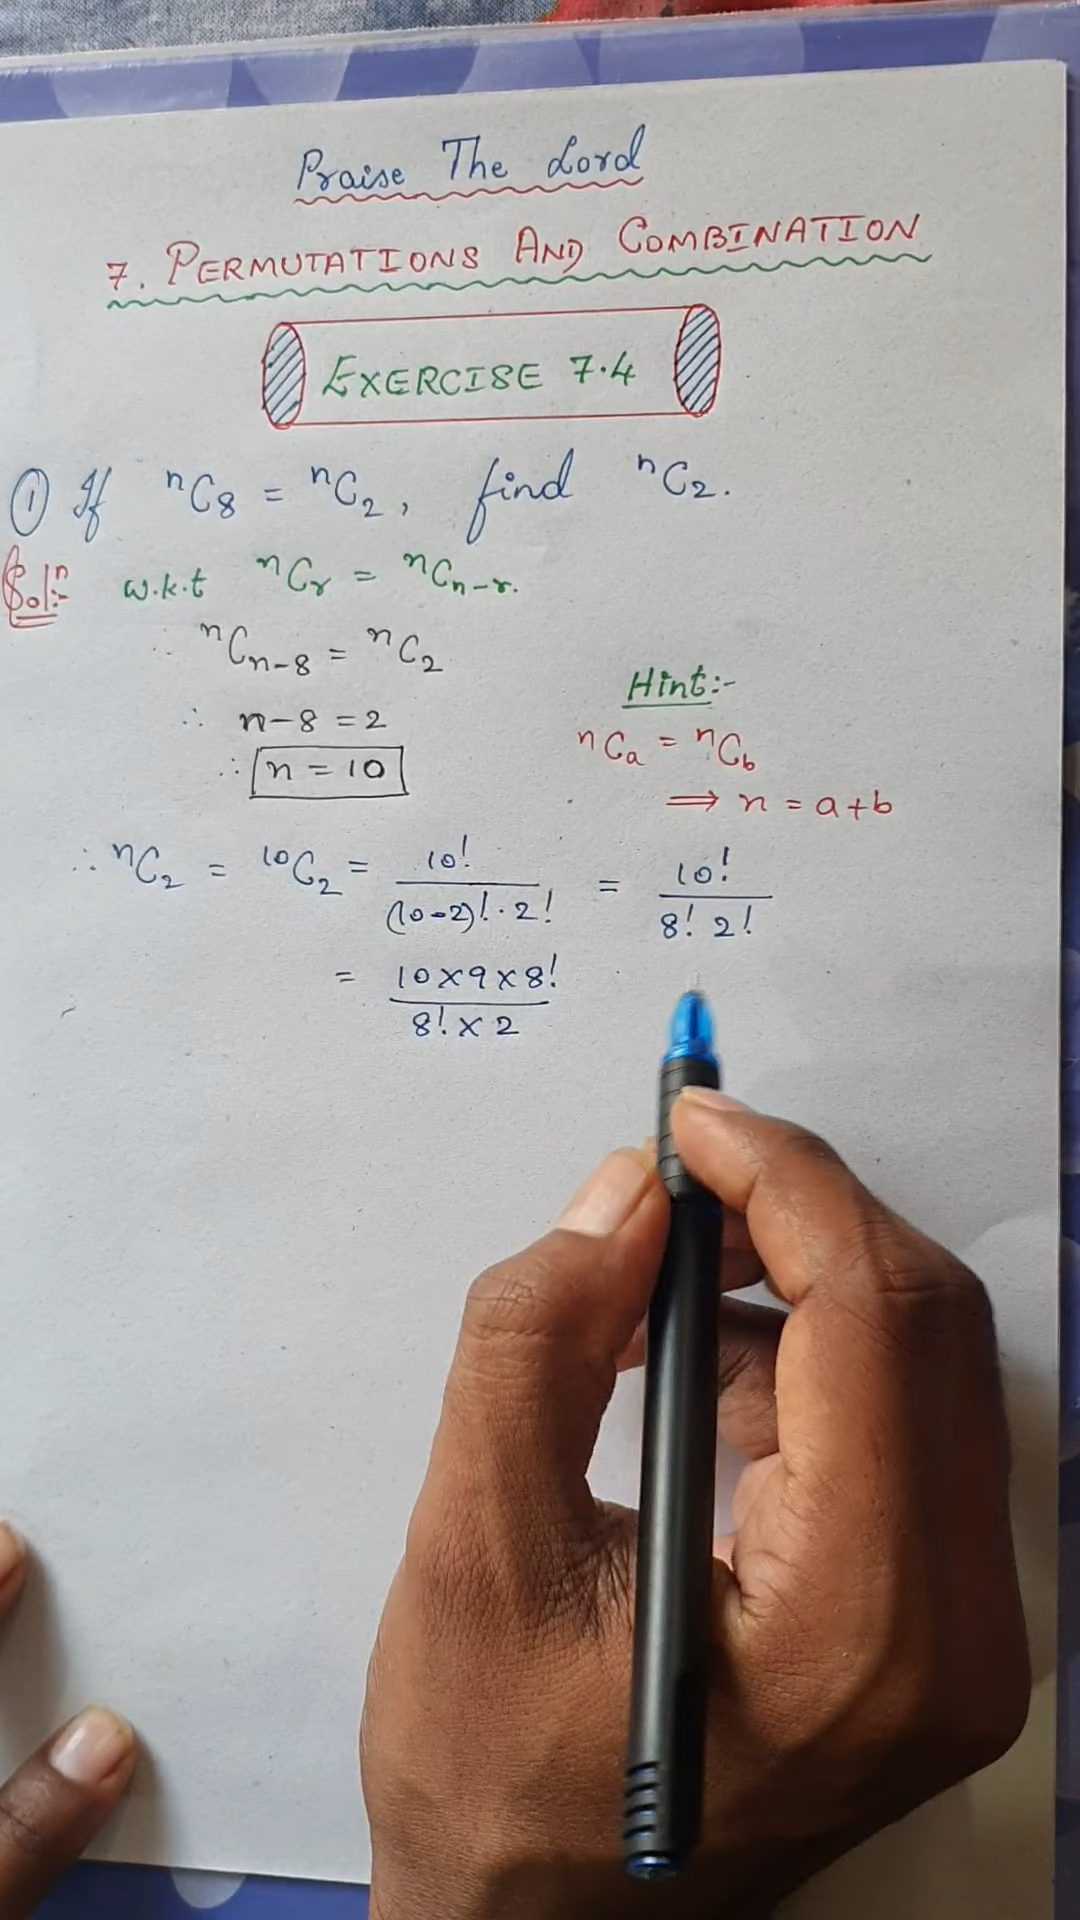 Praise The Lord
7. PERMUTATIONS AND COMBINATION
EXERCISE 7.4
① If ⁿC₈ = ⁿC₂, find ⁿC₂.
Solⁿ:- w.k.t ⁿCᵣ = ⁿCₙ₋ᵣ.
∴ ⁿCₙ₋₈ = ⁿC₂
∴ n-8 = 2
∴ n = 10
Hint:-
ⁿCₐ = ⁿC_b
⟹ n = a+b
∴ ⁿC₂ = ¹⁰C₂ = 10! / (10-2)! · 2! = 10! / 8! 2!
= 10×9×8! / 8!×2